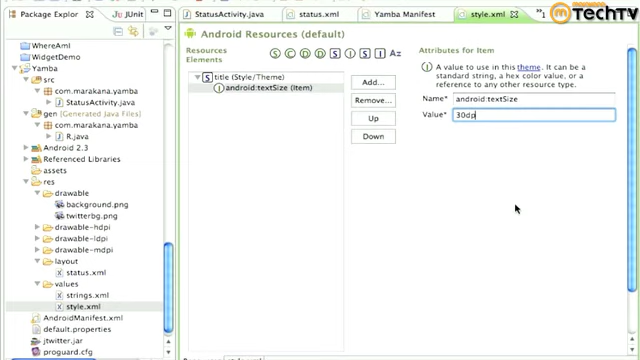 Package Explor
JUnit
StatusActivity.java
status.xml
Yamba Manifest
style.xml
»1
marakana
TechTV
WhereAmI
WidgetDemo
Yamba
src
com.marakana.yamba
StatusActivity.java
gen [Generated Java Files]
com.marakana.yamba
R.java
Android 2.3
Referenced Libraries
assets
res
drawable
background.png
twitterbg.png
drawable-hdpi
drawable-ldpi
drawable-mdpi
layout
status.xml
values
strings.xml
style.xml
AndroidManifest.xml
default.properties
jtwitter.jar
proguard.cfg
Android Resources (default)
Resources Elements
S C D D S I S I Az
S title (Style/Theme)
I android:textSize (Item)
Add...
Remove...
Up
Down
Attributes for Item
I A value to use in this theme. It can be a
standard string, a hex color value, or a
reference to any other resource type.
Name* android:textSize
Value* 30dp